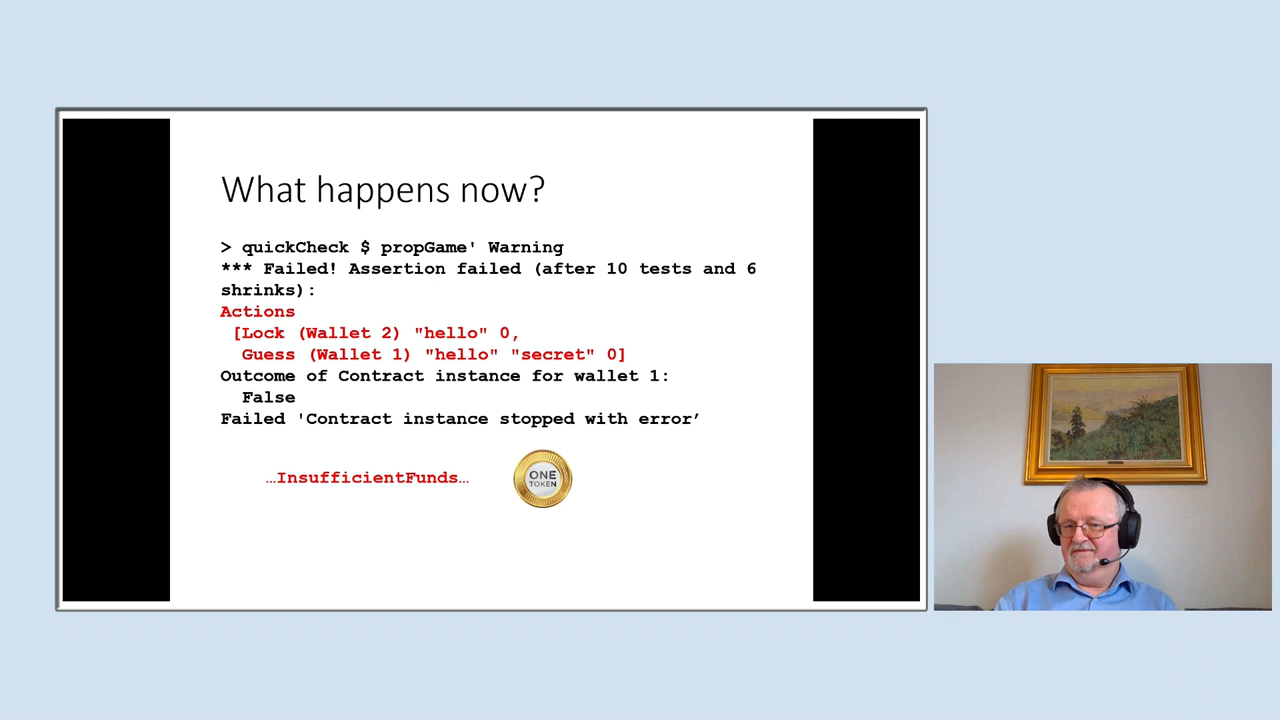 What happens now?
> quickCheck $ propGame' Warning
*** Failed! Assertion failed (after 10 tests and 6
shrinks):
Actions
[Lock (Wallet 2) "hello" 0,
Guess (Wallet 1) "hello" "secret" 0]
Outcome of Contract instance for wallet 1:
False
Failed 'Contract instance stopped with error’
…InsufficientFunds…
ONE
TOKEN